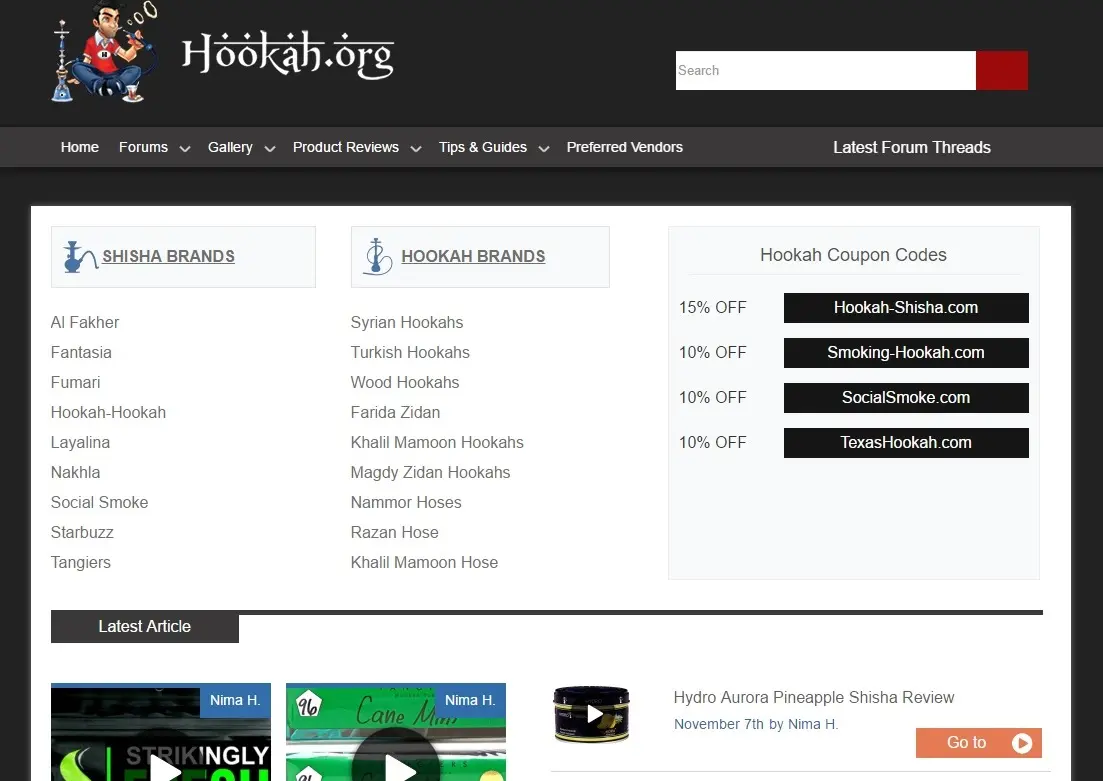 Hookah.org
Search
Home Forums Gallery Product Reviews Tips & Guides Preferred Vendors Latest Forum Threads
SHISHA BRANDS
Al Fakher
Fantasia
Fumari
Hookah-Hookah
Layalina
Nakhla
Social Smoke
Starbuzz
Tangiers
HOOKAH BRANDS
Syrian Hookahs
Turkish Hookahs
Wood Hookahs
Farida Zidan
Khalil Mamoon Hookahs
Magdy Zidan Hookahs
Nammor Hoses
Razan Hose
Khalil Mamoon Hose
Hookah Coupon Codes
15% OFF Hookah-Shisha.com
10% OFF Smoking-Hookah.com
10% OFF SocialSmoke.com
10% OFF TexasHookah.com
Latest Article
Nima H.
STRIKINGLY
Nima H.
96
Cane
96
Hydro Aurora Pineapple Shisha Review
November 7th by Nima H.
Go to